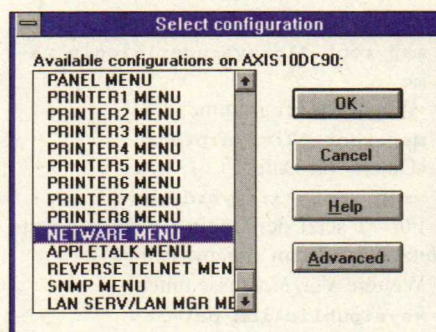 Select configuration
Available configurations on AXIS10DC90:
PANEL MENU
PRINTER1 MENU
PRINTER2 MENU
PRINTER3 MENU
PRINTER4 MENU
PRINTER5 MENU
PRINTER6 MENU
PRINTER7 MENU
PRINTER8 MENU
NETWARE MENU
APPLETALK MENU
REVERSE TELNET MEN
SNMP MENU
LAN SERV/LAN MGR ME
OK
Cancel
Help
Advanced